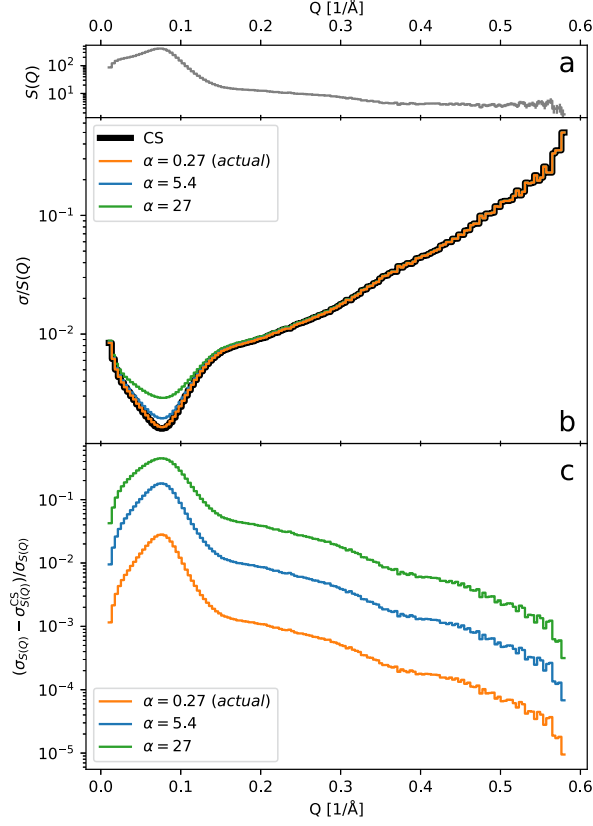 Q [1/Å]
0.0 0.1 0.2 0.3 0.4 0.5 0.6
S(Q)
10²
10¹
a
CS
α = 0.27 (actual)
α = 5.4
α = 27
σ/S(Q)
10⁻¹
10⁻²
b
c
(σ_S(Q) − σ^CS_S(Q))/σ_S(Q)
10⁻¹
10⁻²
10⁻³
10⁻⁴
10⁻⁵
α = 0.27 (actual)
α = 5.4
α = 27
0.0 0.1 0.2 0.3 0.4 0.5 0.6
Q [1/Å]